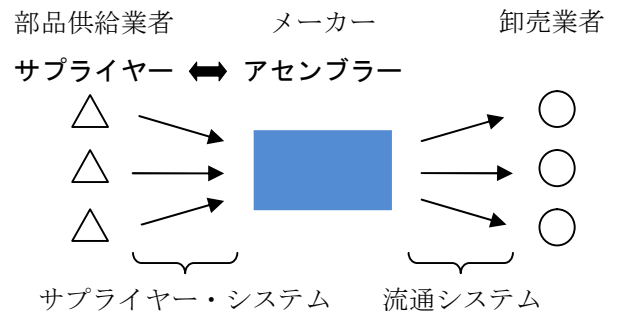 部品供給業者 メーカー 卸売業者
サプライヤー ⬌ アセンブラー
サプライヤー・システム 流通システム